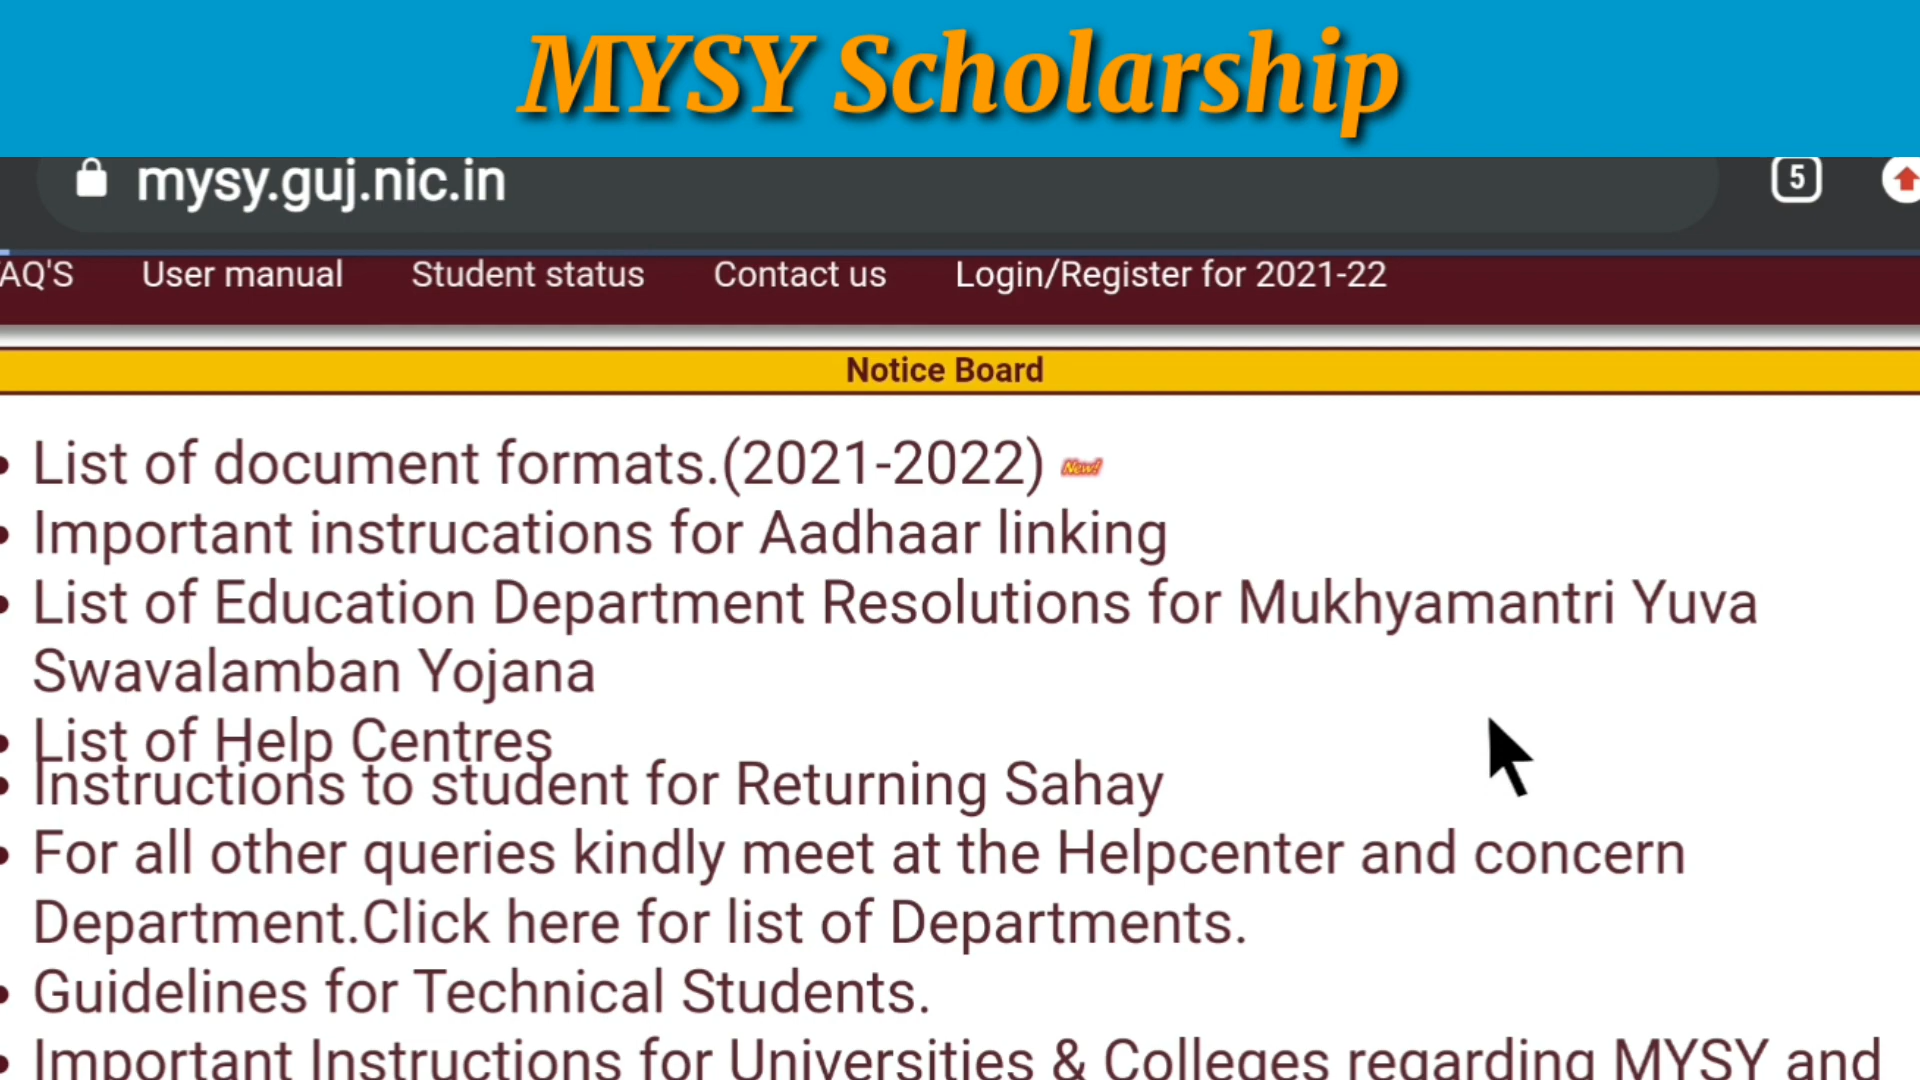 MYSY Scholarship
mysy.guj.nic.in
5
AQ'S User manual Student status Contact us Login/Register for 2021-22
Notice Board
List of document formats.(2021-2022) New!
Important instrucations for Aadhaar linking
List of Education Department Resolutions for Mukhyamantri Yuva
Swavalamban Yojana
List of Help Centres
Instructions to student for Returning Sahay
For all other queries kindly meet at the Helpcenter and concern
Department.Click here for list of Departments.
Guidelines for Technical Students.
Important Instructions for Universities & Colleges regarding MYSY and